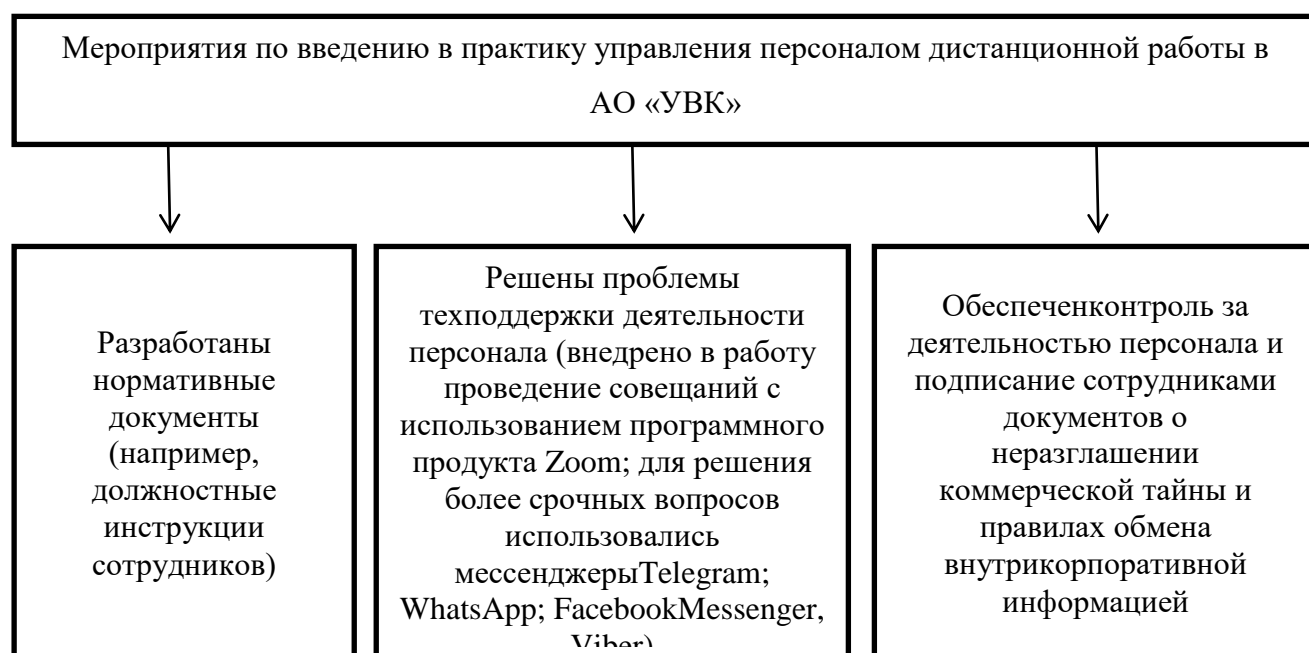 Мероприятия по введению в практику управления персоналом дистанционной работы в
АО «УВК»
Разработаны
нормативные
документы
(например,
должностные
инструкции
сотрудников)
Решены проблемы
техподдержки деятельности
персонала (внедрено в работу
проведение совещаний с
использованием программного
продукта Zoom; для решения
более срочных вопросов
использовались
мессенджерыTelegram;
WhatsApp; FacebookMessenger,
Viber)
Обеспеченконтроль за
деятельностью персонала и
подписание сотрудниками
документов о
неразглашении
коммерческой тайны и
правилах обмена
внутрикорпоративной
информацией